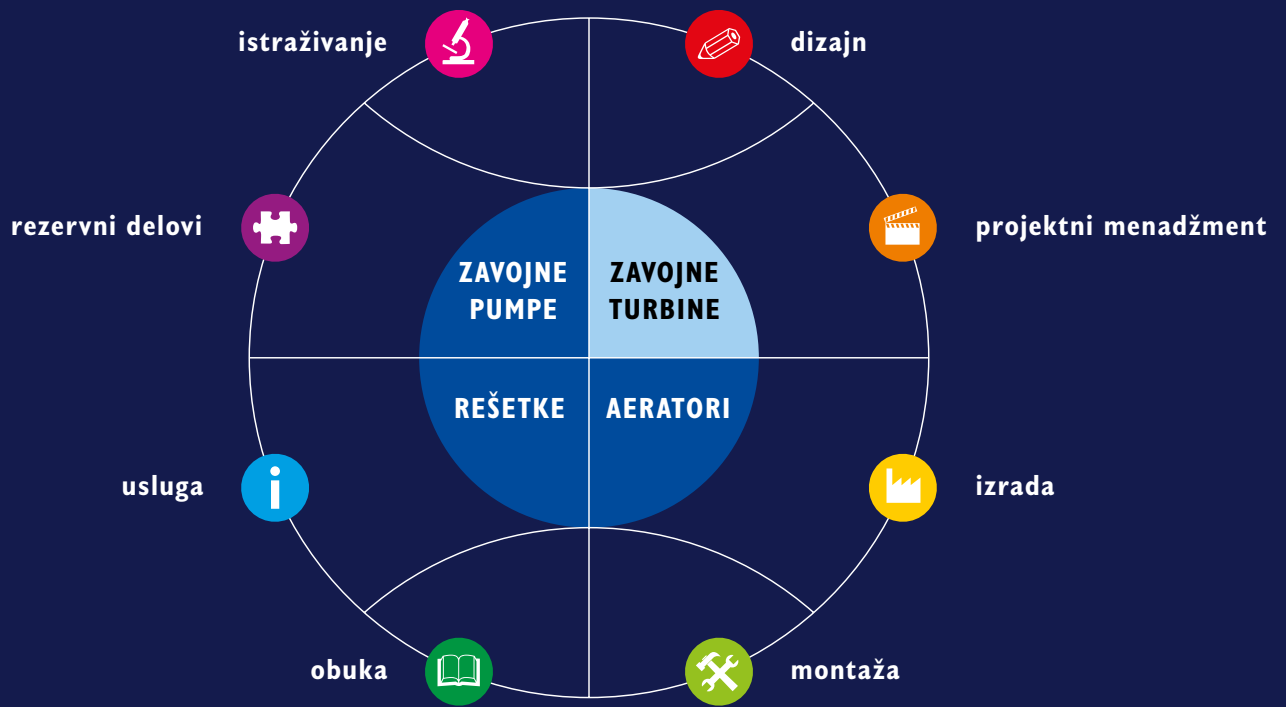 istraživanje
dizajn
rezervni delovi
projektni menadžment
ZAVOJNE
PUMPE
ZAVOJNE
TURBINE
REŠETKE
AERATORI
usluga
izrada
obuka
montaža